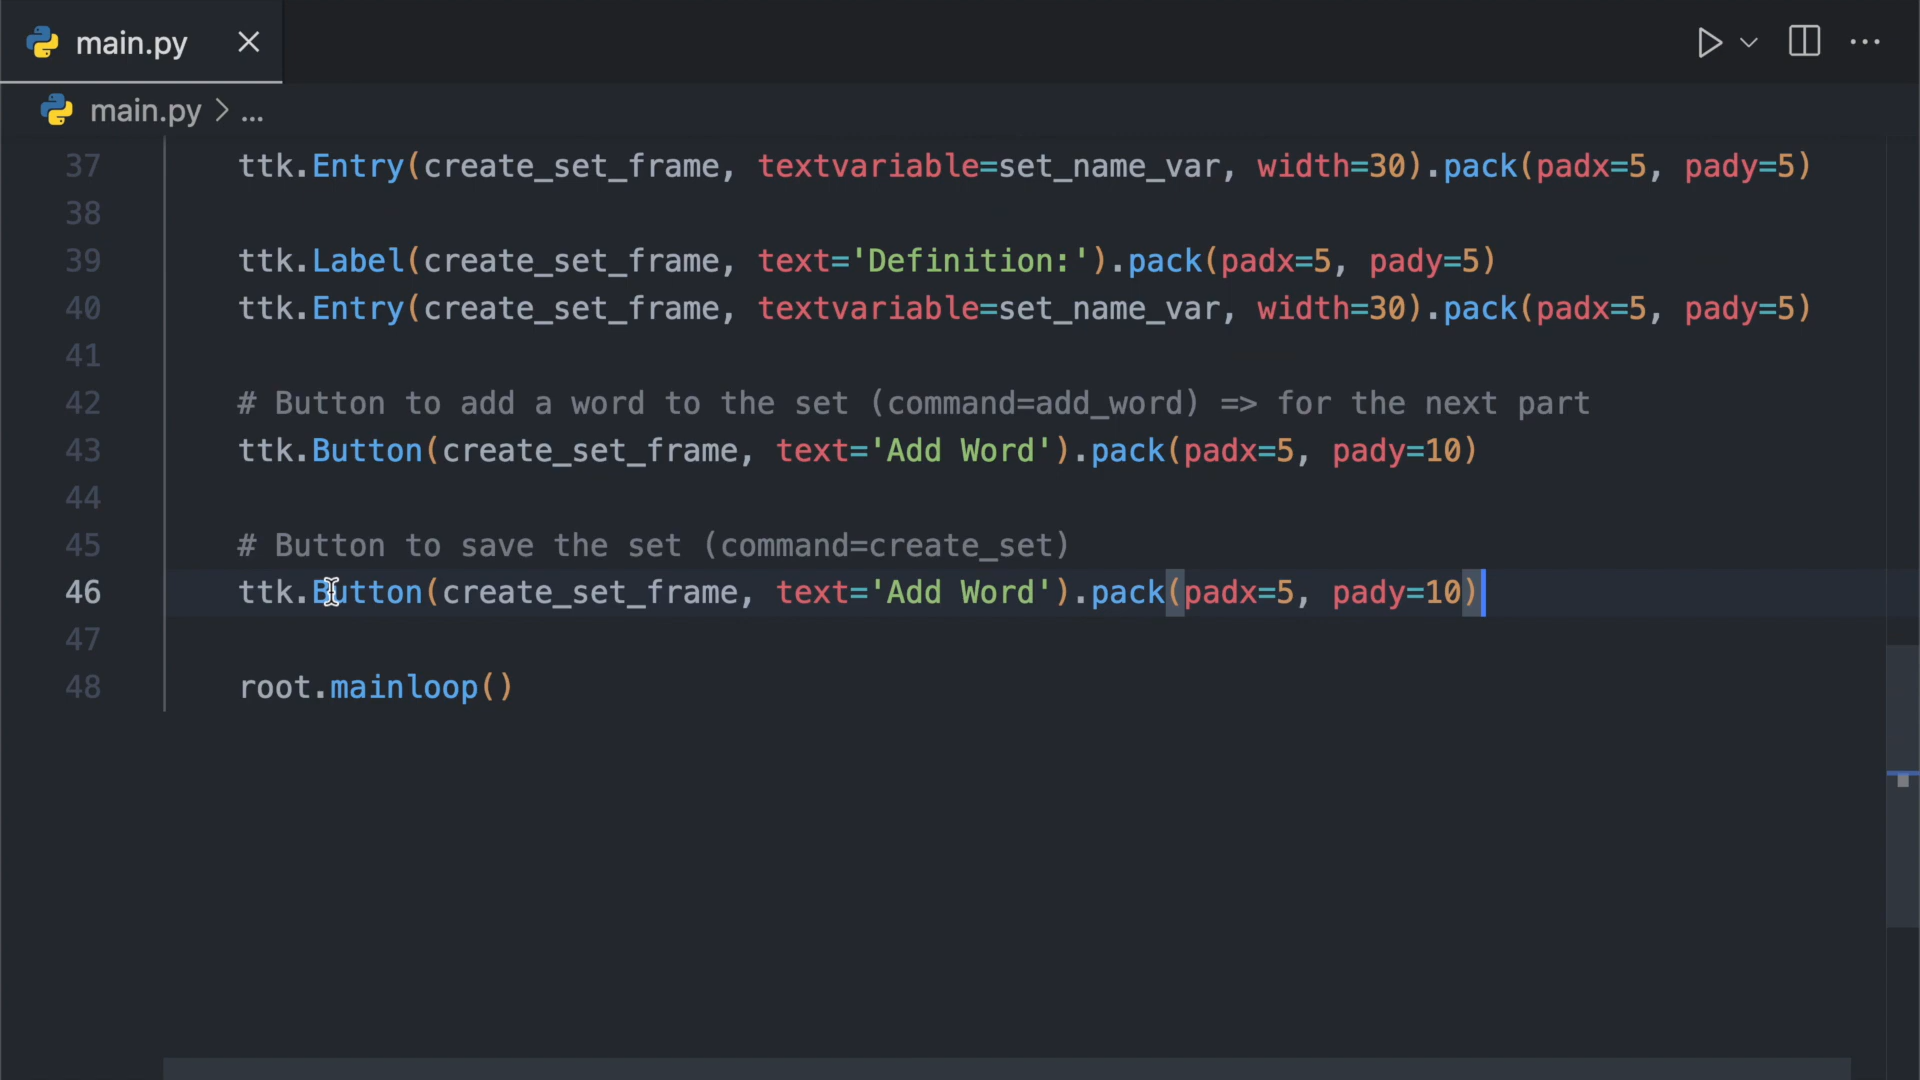 main.py
main.py > ...
37 ttk.Entry(create_set_frame, textvariable=set_name_var, width=30).pack(padx=5, pady=5)
38
39 ttk.Label(create_set_frame, text='Definition:').pack(padx=5, pady=5)
40 ttk.Entry(create_set_frame, textvariable=set_name_var, width=30).pack(padx=5, pady=5)
41
42 # Button to add a word to the set (command=add_word) => for the next part
43 ttk.Button(create_set_frame, text='Add Word').pack(padx=5, pady=10)
44
45 # Button to save the set (command=create_set)
46 ttk.Button(create_set_frame, text='Add Word').pack(padx=5, pady=10)
47
48 root.mainloop()